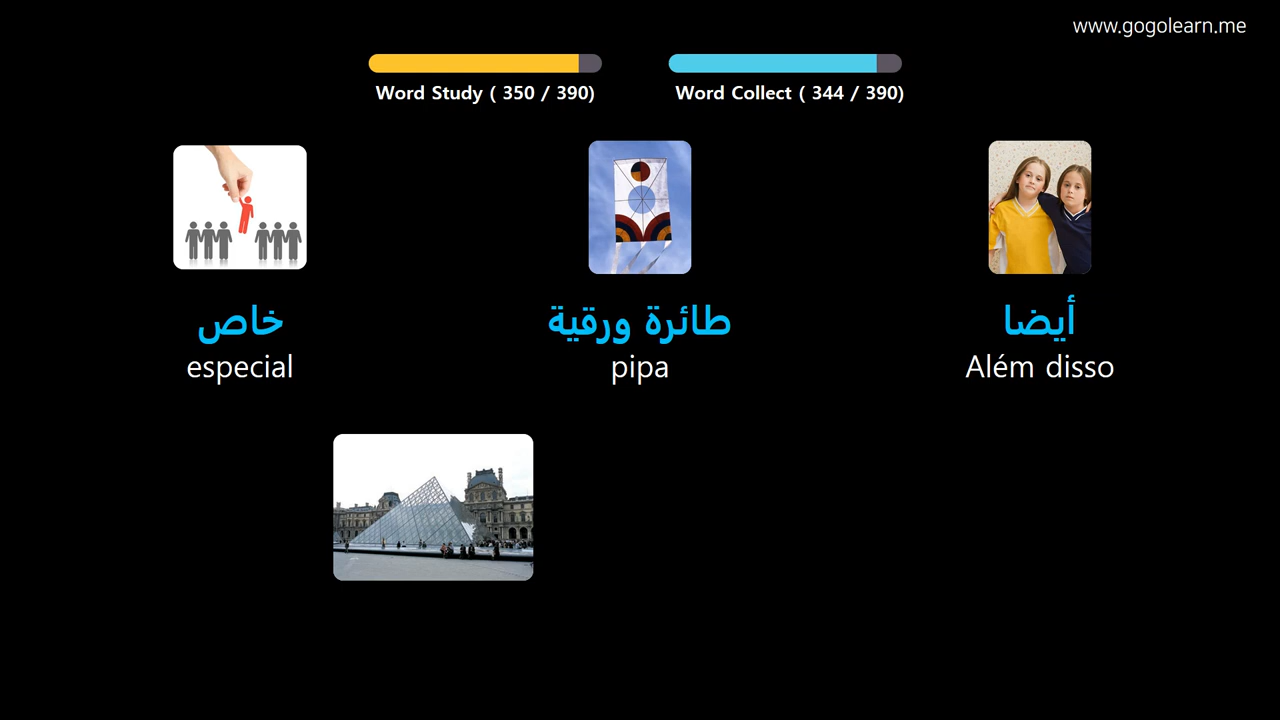 www.gogolearn.me
Word Study ( 350 / 390)
Word Collect ( 344 / 390)
خاص
especial
طائرة ورقية
pipa
أيضا
Além disso